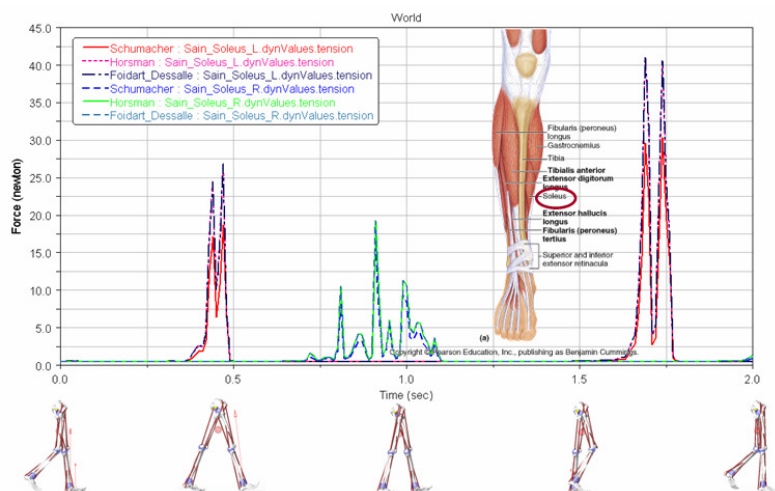 World
45.0
40.0
35.0
30.0
25.0
20.0
15.0
10.0
5.0
0.0
Force (newton)
Schumacher : Sain_Soleus_L.dynValues.tension
Horsman : Sain_Soleus_L.dynValues.tension
Foidart_Dessalle : Sain_Soleus_L.dynValues.tension
Schumacher : Sain_Soleus_R.dynValues.tension
Horsman : Sain_Soleus_R.dynValues.tension
Foidart_Dessalle : Sain_Soleus_R.dynValues.tension
Fibularis (peroneus)
longus
Gastrocnemius
Tibia
Tibialis anterior
Extensor digitorum
longus
Soleus
Extensor hallucis
longus
Fibularis (peroneus)
tertius
Superior and inferior
extensor retinacula
(a)
Copyright © Pearson Education, Inc., publishing as Benjamin Cummings.
0.0
0.5
1.0
1.5
2.0
Time (sec)